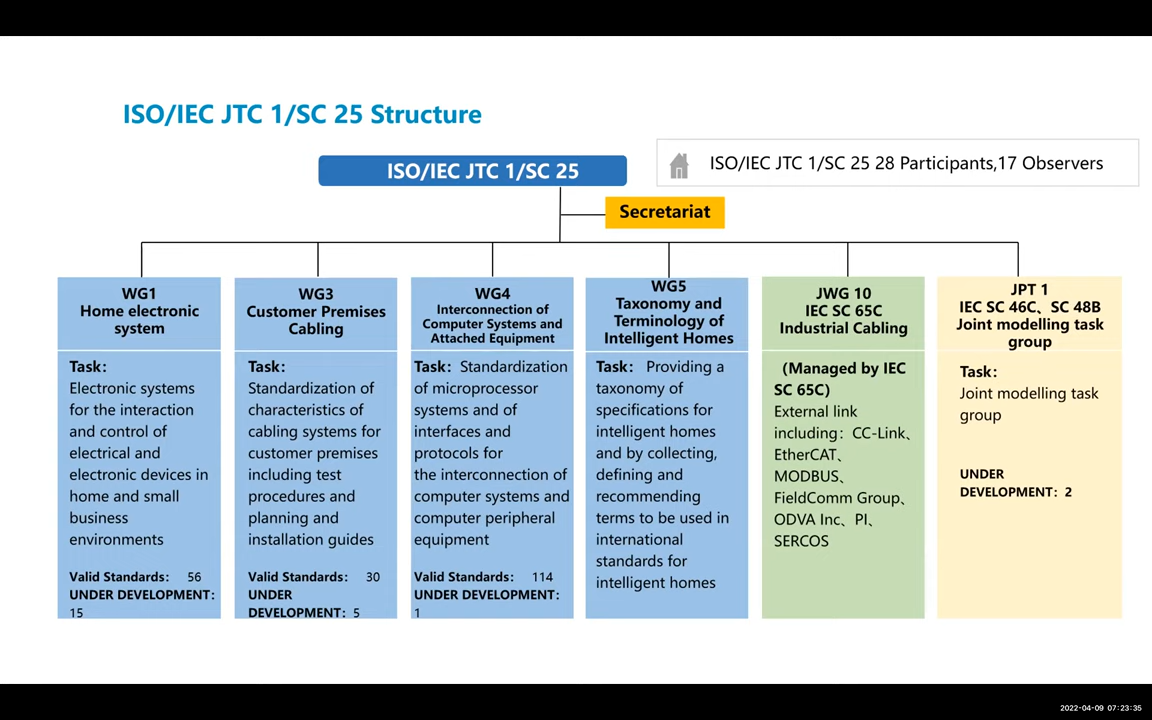 ISO/IEC JTC 1/SC 25 Structure
ISO/IEC JTC 1/SC 25
ISO/IEC JTC 1/SC 25 28 Participants,17 Observers
Secretariat
WG1
Home electronic
system
Task：
Electronic systems
for the interaction
and control of
electrical and
electronic devices in
home and small
business
environments
Valid Standards： 56
UNDER DEVELOPMENT：
15
WG3
Customer Premises
Cabling
Task：
Standardization of
characteristics of
cabling systems for
customer premises
including test
procedures and
planning and
installation guides
Valid Standards： 30
UNDER
DEVELOPMENT：5
WG4
Interconnection of
Computer Systems and
Attached Equipment
Task：Standardization
of microprocessor
systems and of
interfaces and
protocols for
the interconnection of
computer systems and
computer peripheral
equipment
Valid Standards： 114
UNDER DEVELOPMENT：
1
WG5
Taxonomy and
Terminology of
Intelligent Homes
Task： Providing a
taxonomy of
specifications for
intelligent homes
and by collecting,
defining and
recommending
terms to be used in
international
standards for
intelligent homes
JWG 10
IEC SC 65C
Industrial Cabling
（Managed by IEC
SC 65C)
External link
including：CC-Link、
EtherCAT、
MODBUS、
FieldComm Group、
ODVA Inc、PI、
SERCOS
JPT 1
IEC SC 46C、SC 48B
Joint modelling task
group
Task：
Joint modelling task
group
UNDER
DEVELOPMENT：2
2022-04-09 07:23:35